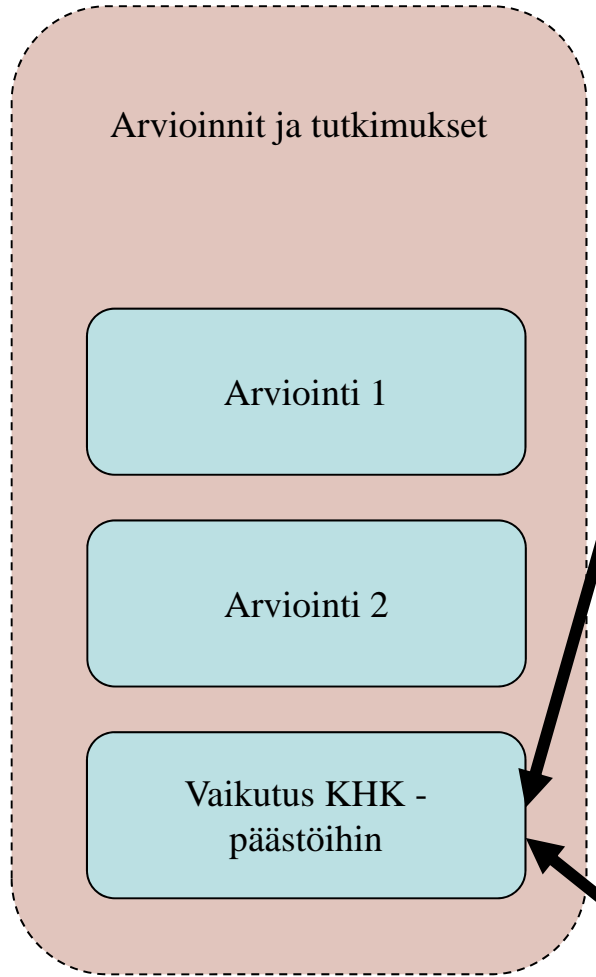 Arvioinnit ja tutkimukset
Arviointi 1
Arviointi 2
Vaikutus KHK -
päästöihin